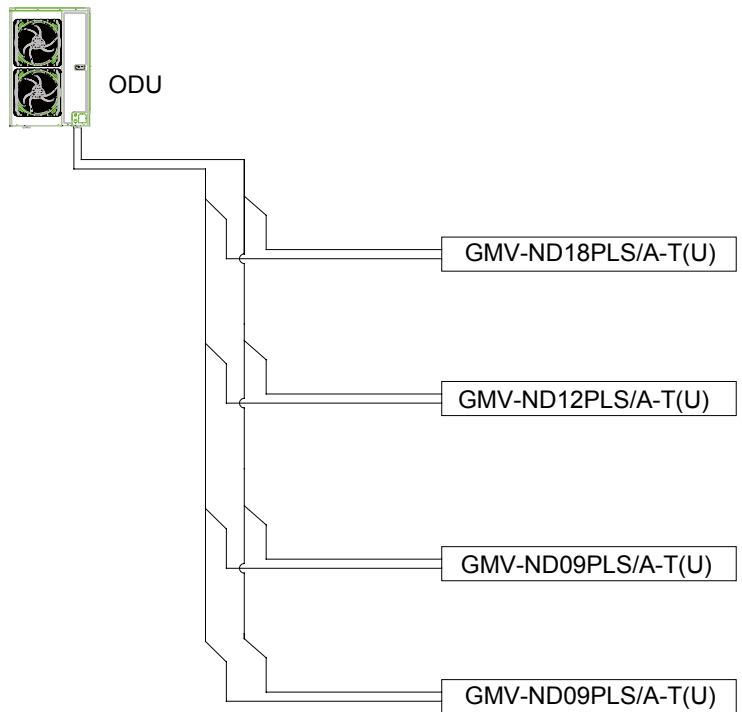 ODU
GMV-ND18PLS/A-T(U)
GMV-ND12PLS/A-T(U)
GMV-ND09PLS/A-T(U)
GMV-ND09PLS/A-T(U)